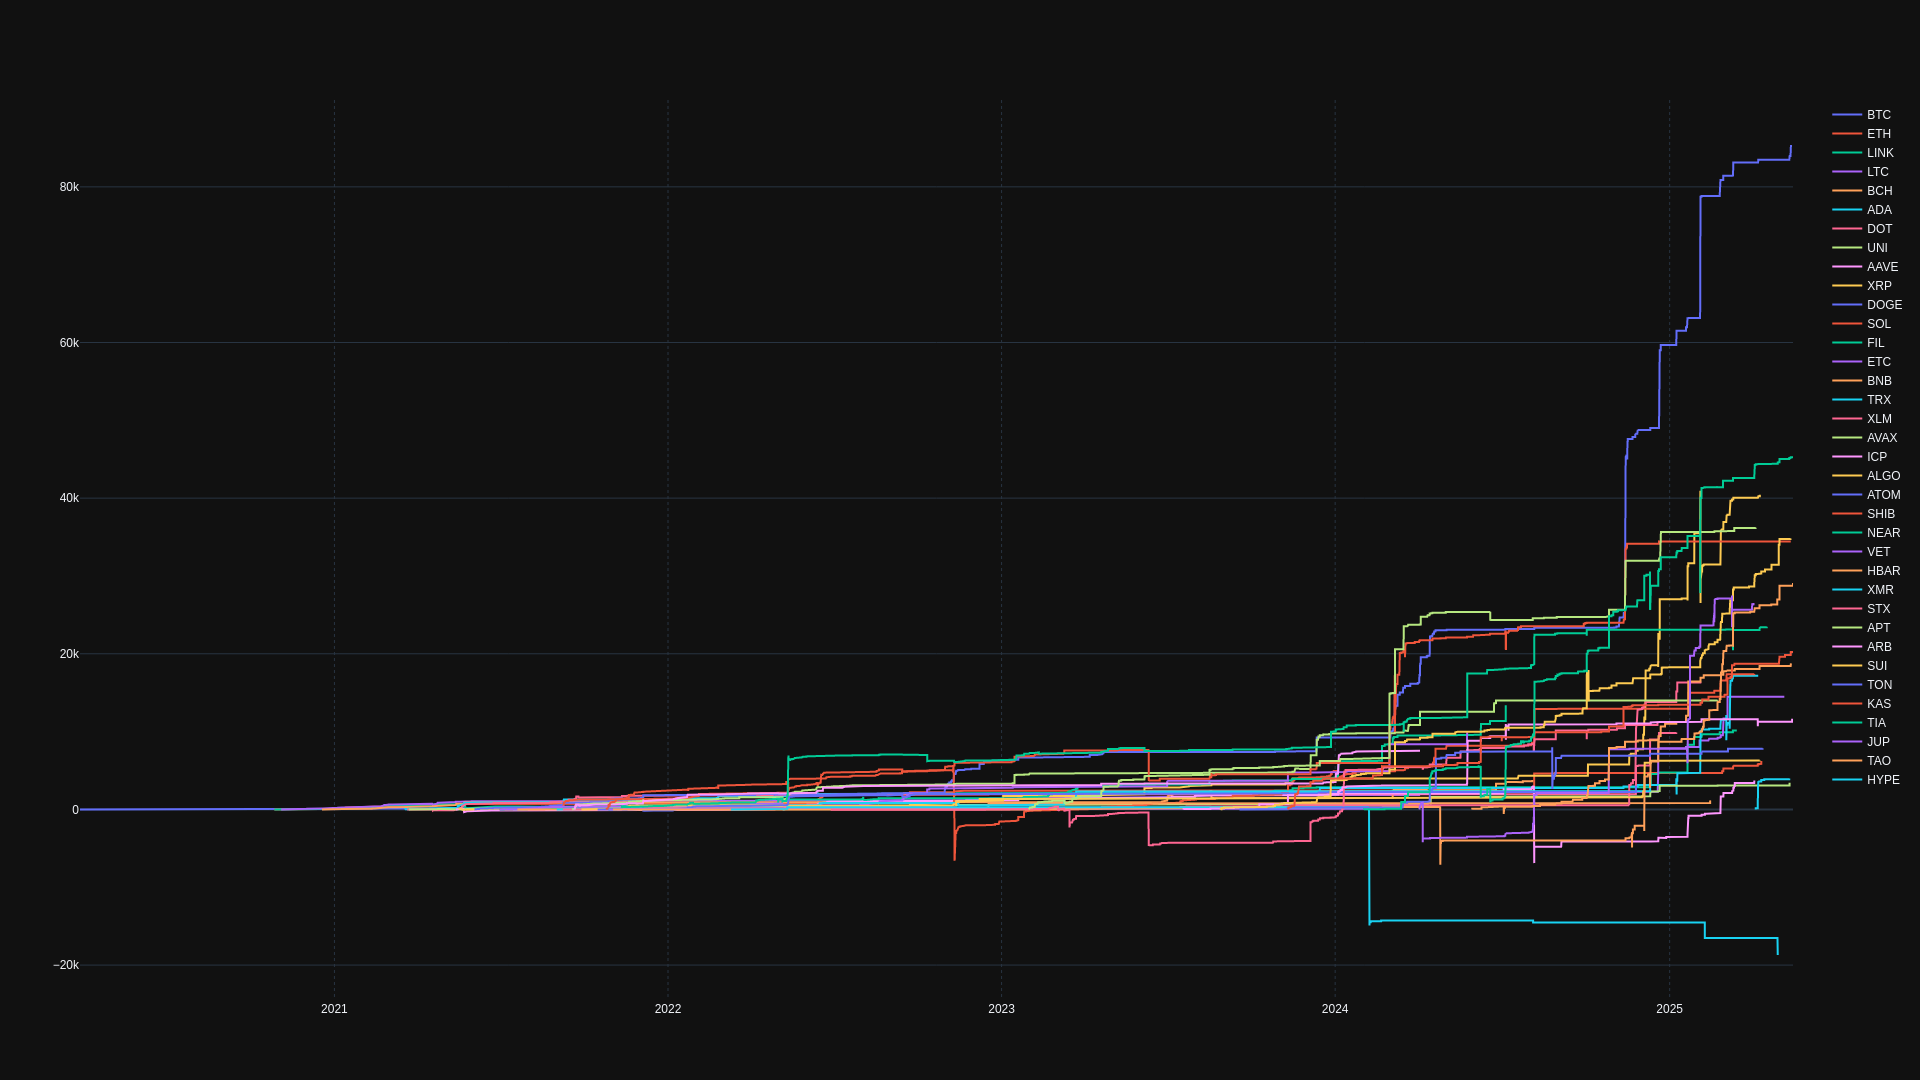 80k
60k
40k
20k
0
−20k
2021
2022
2023
2024
2025
BTC
ETH
LINK
LTC
BCH
ADA
DOT
UNI
AAVE
XRP
DOGE
SOL
FIL
ETC
BNB
TRX
XLM
AVAX
ICP
ALGO
ATOM
SHIB
NEAR
VET
HBAR
XMR
STX
APT
ARB
SUI
TON
KAS
TIA
JUP
TAO
HYPE